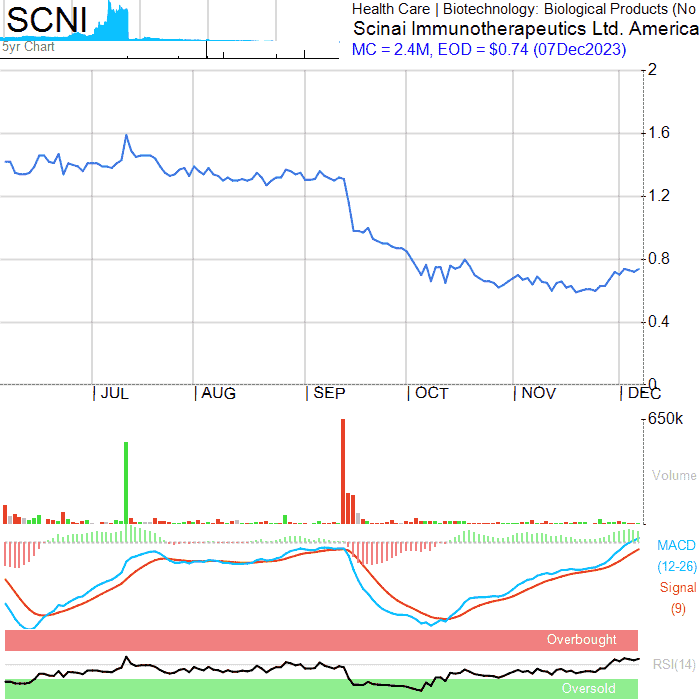 SCNI
5yr Chart
Health Care | Biotechnology: Biological Products (No
Scinai Immunotherapeutics Ltd. America
MC = 2.4M, EOD = $0.74 (07Dec2023)
2
1.6
1.2
0.8
0.4
0
| JUL | AUG | SEP | OCT | NOV | DEC
650k
Volume
MACD
(12-26)
Signal
(9)
Overbought
RSI(14)
Oversold